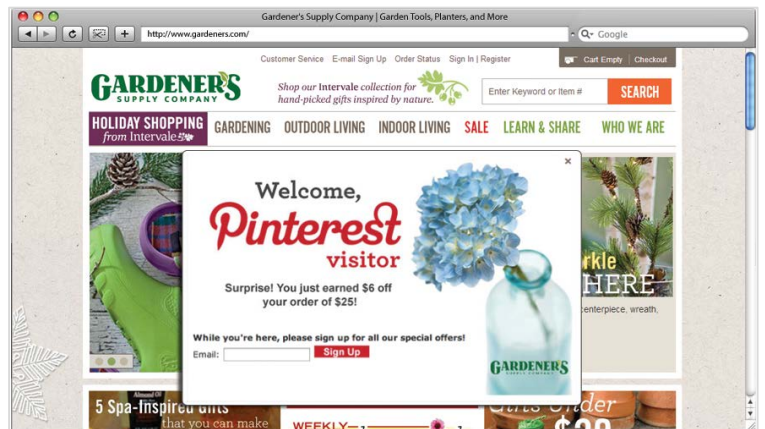 Gardener's Supply Company | Garden Tools, Planters, and More
http://www.gardeners.com/
Google
Customer Service E-mail Sign Up Order Status Sign In | Register
Cart Empty | Checkout
GARDENER'S
SUPPLY COMPANY
Shop our Intervale collection for
hand-picked gifts inspired by nature.
Enter Keyword or Item #
SEARCH
HOLIDAY SHOPPING
from Intervale
GARDENING OUTDOOR LIVING INDOOR LIVING SALE LEARN & SHARE WHO WE ARE
×
Welcome,
Pinterest
visitor
Surprise! You just earned $6 off
your order of $25!
While you're here, please sign up for all our special offers!
Email:
Sign Up
GARDENER'S
SUPPLY COMPANY
rkle
HERE
centerpiece, wreath,
5 Spa-Inspired Gifts
that you can make
WEEKLY
Gifts Under